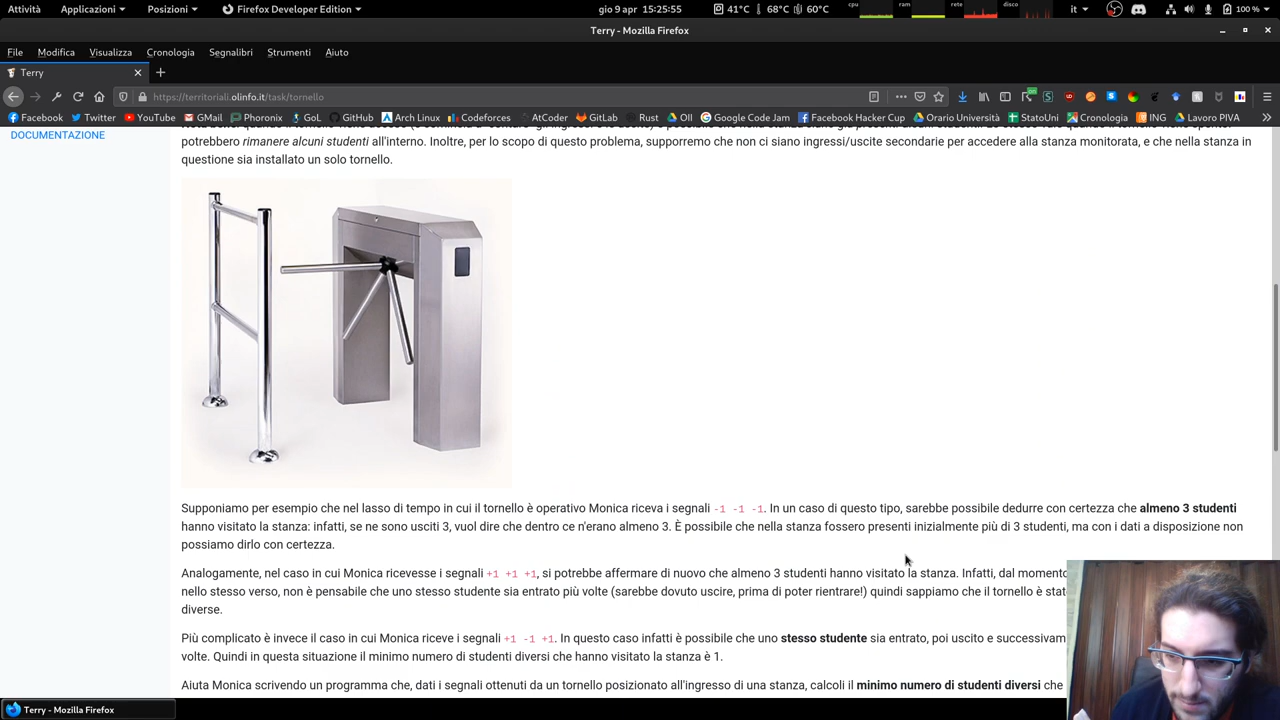 Attività Applicazioni Posizioni Firefox Developer Edition gio 9 apr 15:25:55 41°C 68°C 60°C cpu ram rete disco it 100 %
Terry - Mozilla Firefox
File Modifica Visualizza Cronologia Segnalibri Strumenti Aiuto
Terry
https://territoriali.olinfo.it/task/tornello
Facebook Twitter YouTube GMail Phoronix GoL GitHub Arch Linux Codeforces AtCoder GitLab Rust OII Google Code Jam Facebook Hacker Cup Orario Università StatoUni Cronologia ING Lavoro PIVA
DOCUMENTAZIONE
potrebbero rimanere alcuni studenti all'interno. Inoltre, per lo scopo di questo problema, supporremo che non ci siano ingressi/uscite secondarie per accedere alla stanza monitorata, e che nella stanza in
questione sia installato un solo tornello.
Supponiamo per esempio che nel lasso di tempo in cui il tornello è operativo Monica riceva i segnali -1 -1 -1. In un caso di questo tipo, sarebbe possibile dedurre con certezza che almeno 3 studenti
hanno visitato la stanza: infatti, se ne sono usciti 3, vuol dire che dentro ce n'erano almeno 3. È possibile che nella stanza fossero presenti inizialmente più di 3 studenti, ma con i dati a disposizione non
possiamo dirlo con certezza.
Analogamente, nel caso in cui Monica ricevesse i segnali +1 +1 +1, si potrebbe affermare di nuovo che almeno 3 studenti hanno visitato la stanza. Infatti, dal momento
nello stesso verso, non è pensabile che uno stesso studente sia entrato più volte (sarebbe dovuto uscire, prima di poter rientrare!) quindi sappiamo che il tornello è
diverse.
Più complicato è invece il caso in cui Monica riceve i segnali +1 -1 +1. In questo caso infatti è possibile che uno stesso studente sia entrato, poi uscito e
volte. Quindi in questa situazione il minimo numero di studenti diversi che hanno visitato la stanza è 1.
Aiuta Monica scrivendo un programma che, dati i segnali ottenuti da un tornello posizionato all'ingresso di una stanza, calcoli il minimo numero di studenti diversi che
Terry - Mozilla Firefox